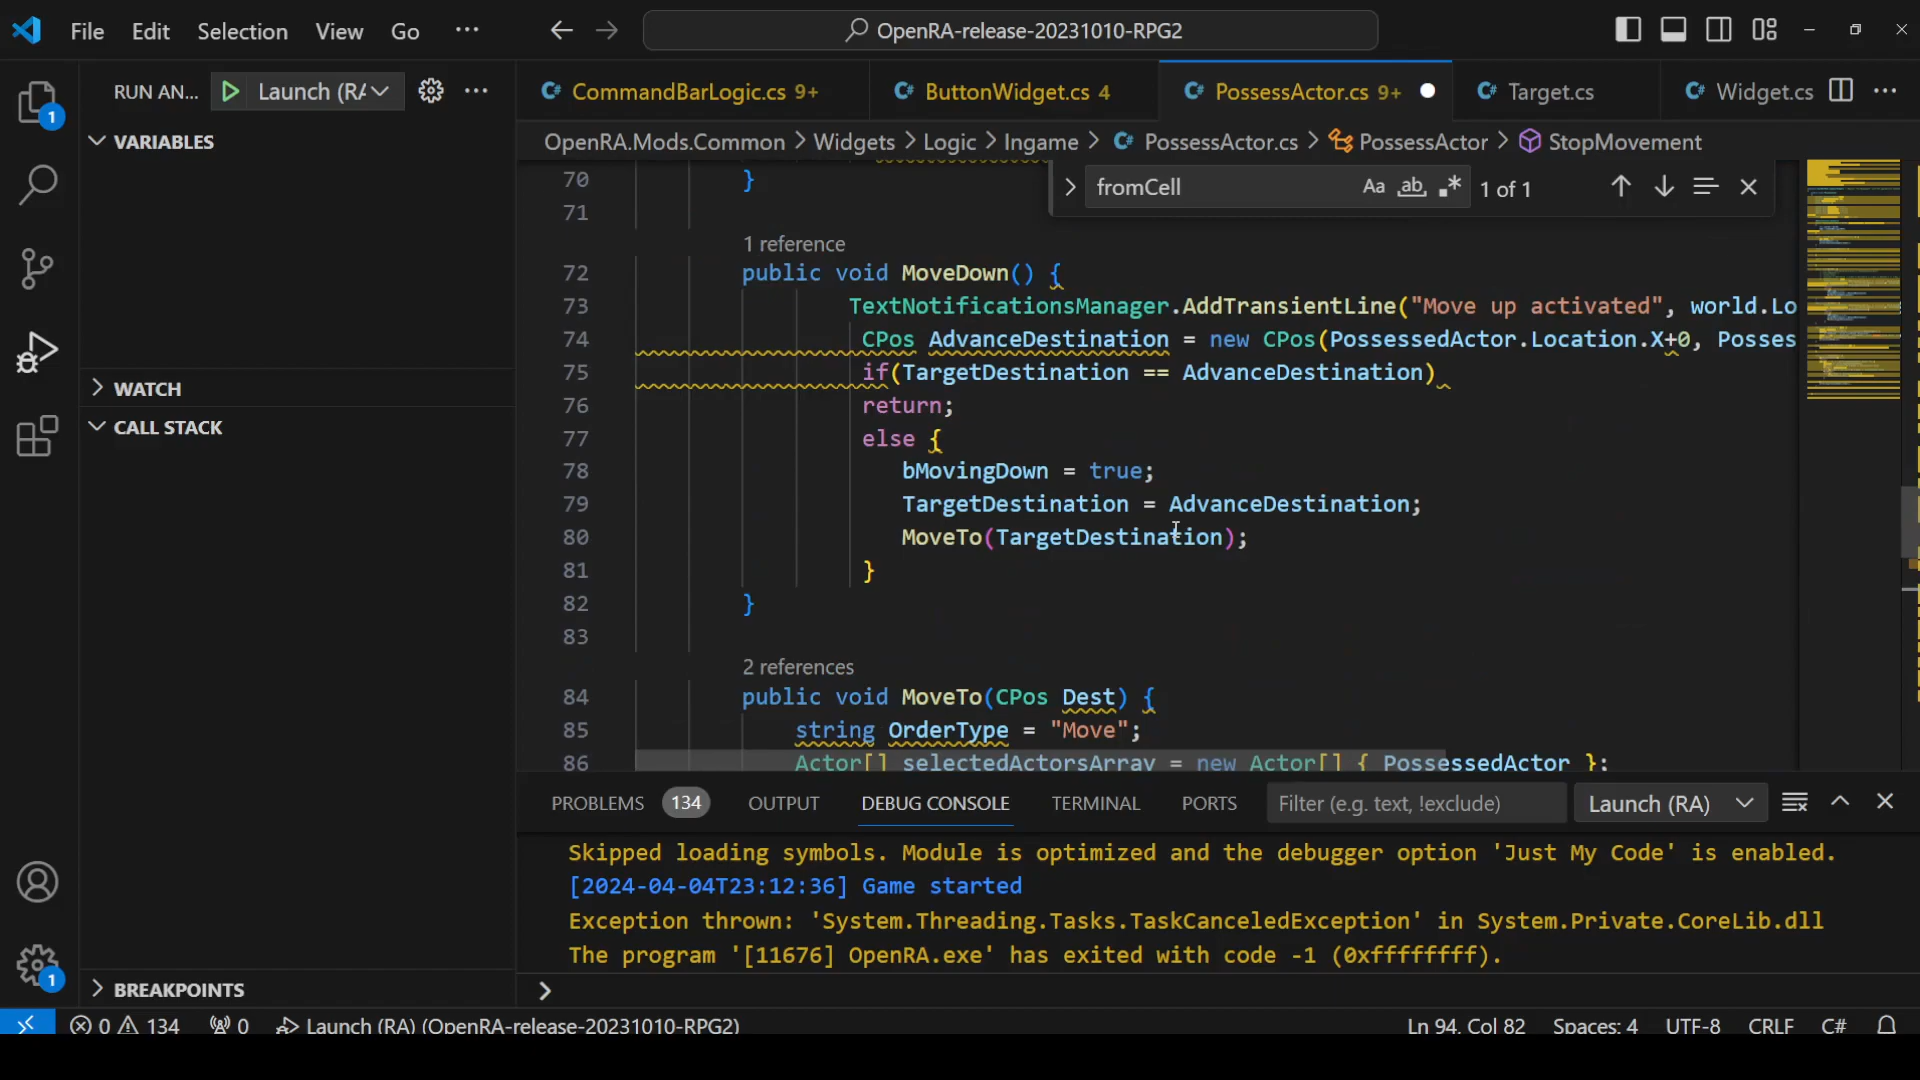 File Edit Selection View Go ··· OpenRA-release-20231010-RPG2
RUN AN... Launch (RA ···
CommandBarLogic.cs 9+ ButtonWidget.cs 4 PossessActor.cs 9+ Target.cs Widget.cs ···
1
VARIABLES
OpenRA.Mods.Common > Widgets > Logic > Ingame > PossessActor.cs > PossessActor > StopMovement
fromCell Aa ab 1 of 1
70 }
71
1 reference
72 public void MoveDown() {
73 TextNotificationsManager.AddTransientLine("Move up activated", world.Lo
74 CPos AdvanceDestination = new CPos(PossessedActor.Location.X+0, Posses
75 if(TargetDestination == AdvanceDestination)
76 return;
77 else {
78 bMovingDown = true;
79 TargetDestination = AdvanceDestination;
80 MoveTo(TargetDestination);
81 }
82 }
83
2 references
84 public void MoveTo(CPos Dest) {
85 string OrderType = "Move";
86 Actor[] selectedActorsArray = new Actor[] { PossessedActor };
WATCH
CALL STACK
BREAKPOINTS
1
PROBLEMS 134 OUTPUT DEBUG CONSOLE TERMINAL PORTS Filter (e.g. text, !exclude) Launch (RA)
Skipped loading symbols. Module is optimized and the debugger option 'Just My Code' is enabled.
[2024-04-04T23:12:36] Game started
Exception thrown: 'System.Threading.Tasks.TaskCanceledException' in System.Private.CoreLib.dll
The program '[11676] OpenRA.exe' has exited with code -1 (0xffffffff).
>
0 134 0 Launch (RA) (OpenRA-release-20231010-RPG2) Ln 94, Col 82 Spaces: 4 UTF-8 CRLF C#